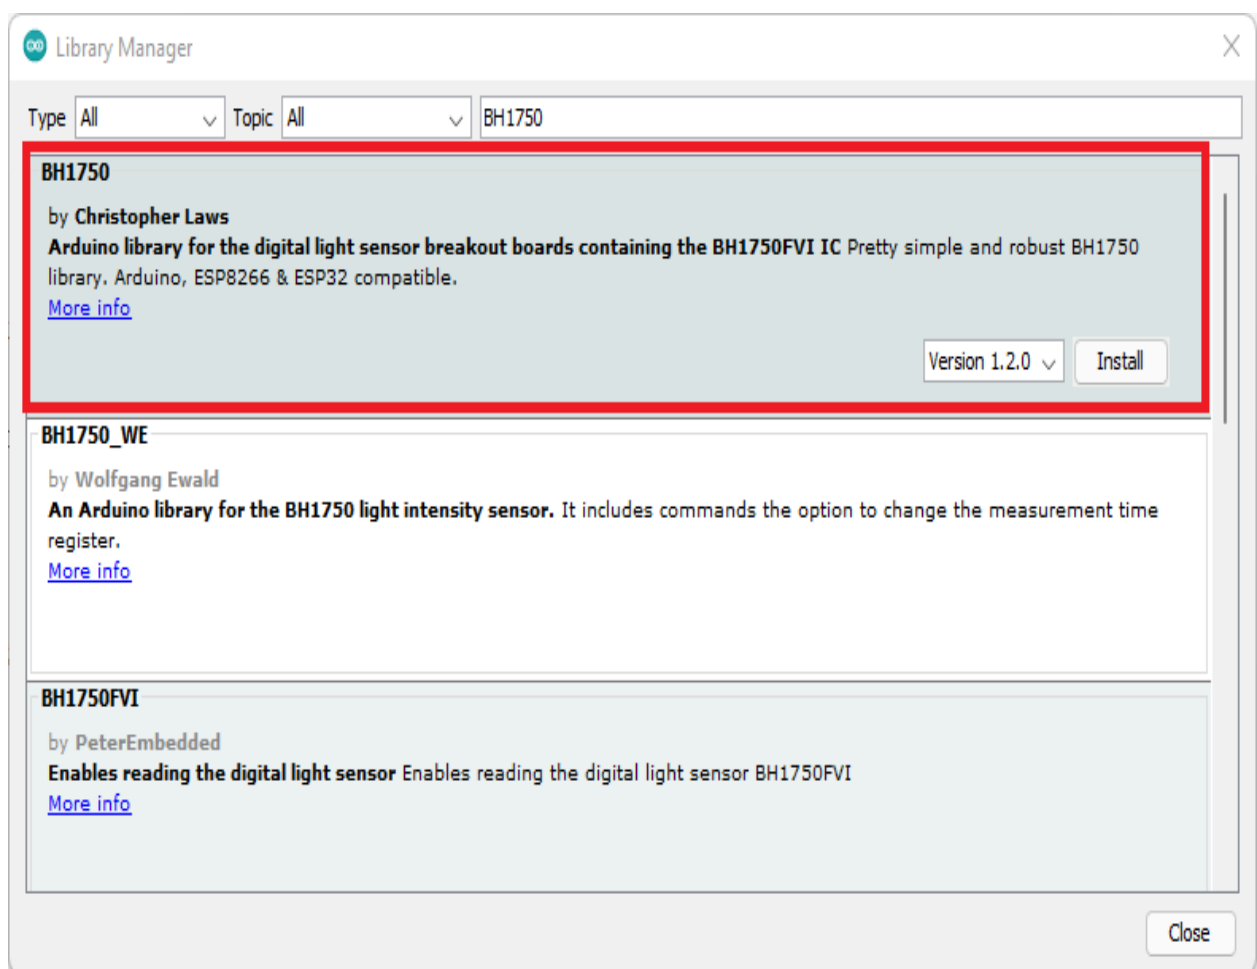 Library Manager
Type All Topic All BH1750
BH1750
by Christopher Laws
Arduino library for the digital light sensor breakout boards containing the BH1750FVI IC Pretty simple and robust BH1750
library. Arduino, ESP8266 & ESP32 compatible.
More info
Version 1.2.0 Install
BH1750_WE
by Wolfgang Ewald
An Arduino library for the BH1750 light intensity sensor. It includes commands the option to change the measurement time
register.
More info
BH1750FVI
by PeterEmbedded
Enables reading the digital light sensor Enables reading the digital light sensor BH1750FVI
More info
Close